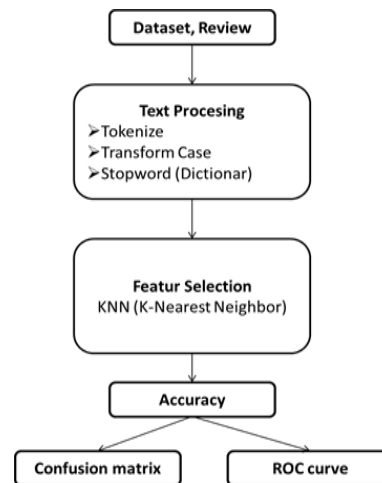 Dataset, Review
Text Procesing
➢Tokenize
➢Transform Case
➢Stopword (Dictionar)
Featur Selection
KNN (K-Nearest Neighbor)
Accuracy
Confusion matrix
ROC curve